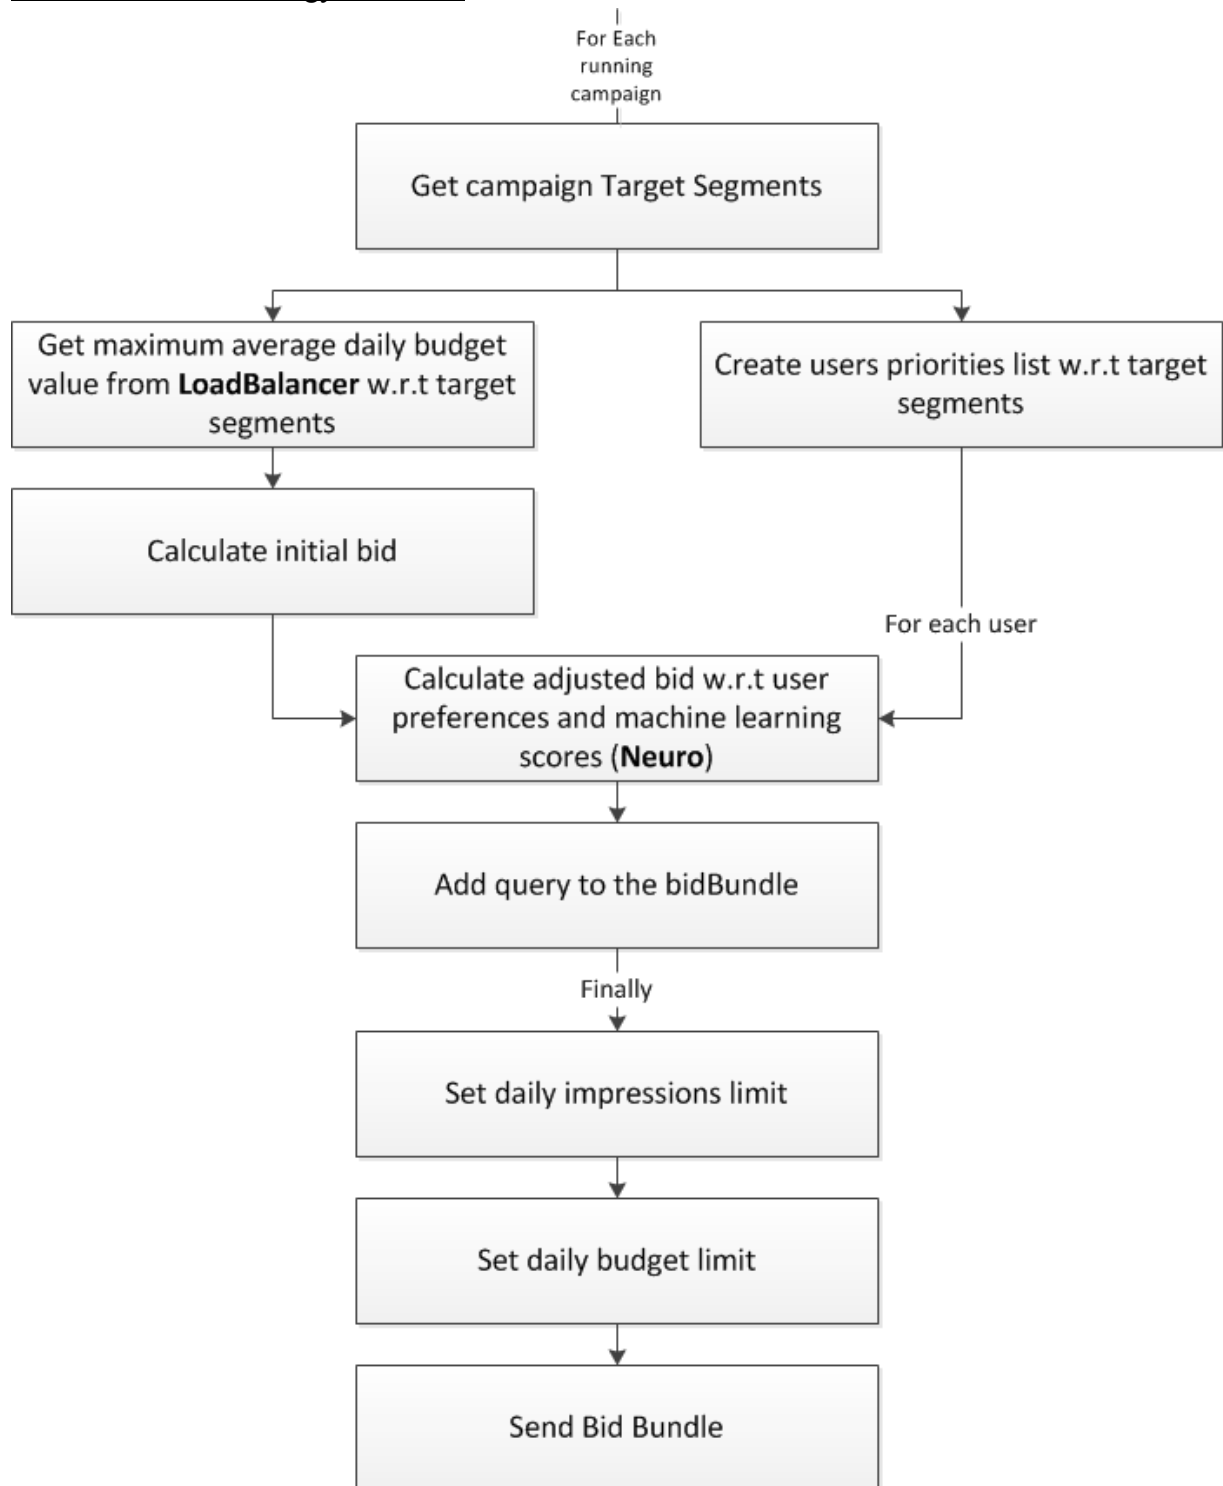 For Each
running
campaign
Get campaign Target Segments
Get maximum average daily budget
value from LoadBalancer w.r.t target
segments
Create users priorities list w.r.t target
segments
Calculate initial bid
For each user
Calculate adjusted bid w.r.t user
preferences and machine learning
scores (Neuro)
Add query to the bidBundle
Finally
Set daily impressions limit
Set daily budget limit
Send Bid Bundle